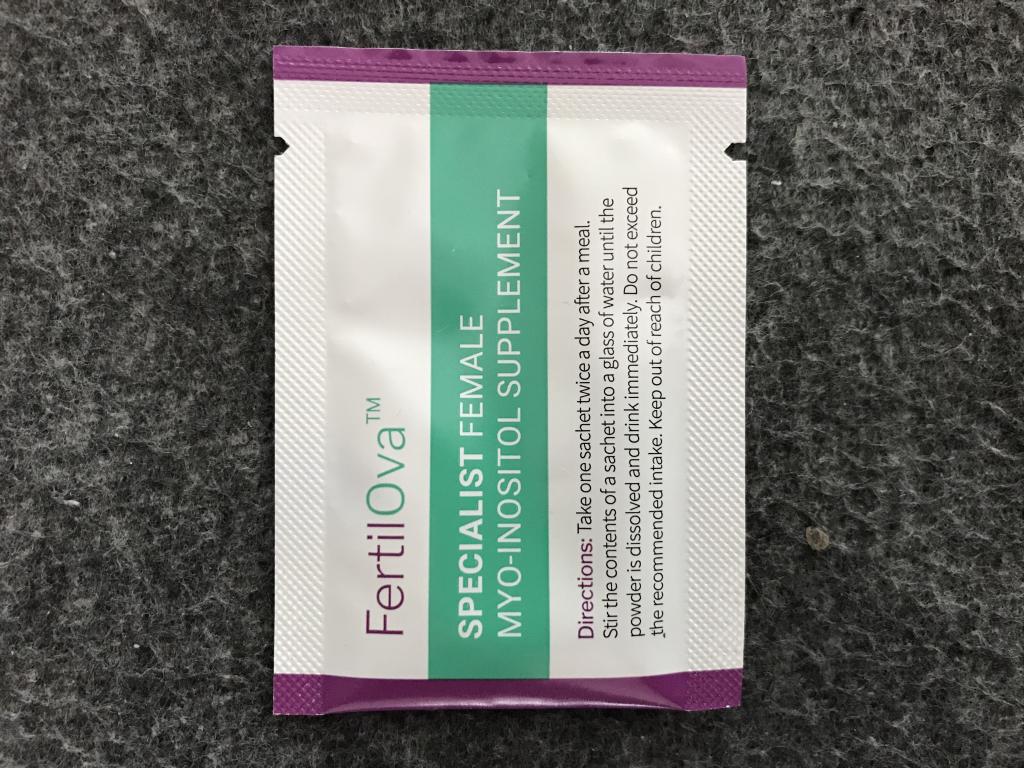 FertilOva™
SPECIALIST FEMALE
MYO-INOSITOL SUPPLEMENT
Directions: Take one sachet twice a day after a meal.
Stir the contents of a sachet into a glass of water until the
powder is dissolved and drink immediately. Do not exceed
the recommended intake. Keep out of reach of children.